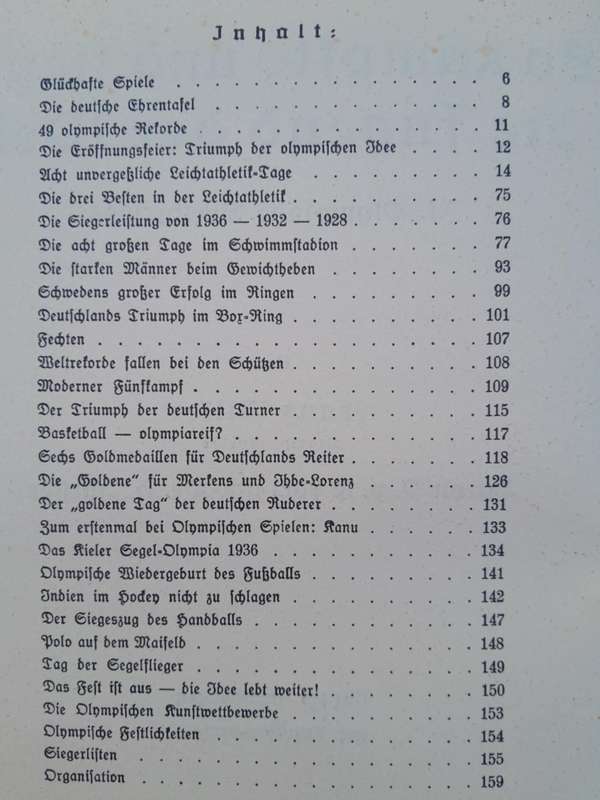 Inhalt:
Glückhafte Spiele . . . . . . . . . . . . . . 6
Die deutsche Ehrentafel . . . . . . . . . . . . 8
49 olympische Rekorde . . . . . . . . . . . . . 11
Die Eröffnungsfeier: Triumph der olympischen Idee . . . . 12
Acht unvergeßliche Leichtathletik-Tage . . . . . . . . 14
Die drei Besten in der Leichtathletik . . . . . . . . . 75
Die Siegerleistung von 1936 — 1932 — 1928 . . . . . . 76
Die acht großen Tage im Schwimmstadion . . . . . . 77
Die starken Männer beim Gewichtheben . . . . . . . 93
Schwedens großer Erfolg im Ringen . . . . . . . . 99
Deutschlands Triumph im Box-Ring . . . . . . . . . 101
Fechten . . . . . . . . . . . . . . . . . 107
Weltrekorde fallen bei den Schützen . . . . . . . . . 108
Moderner Fünfkampf . . . . . . . . . . . . . 109
Der Triumph der deutschen Turner . . . . . . . . . 115
Basketball — olympiareif? . . . . . . . . . . . 117
Sechs Goldmedaillen für Deutschlands Reiter . . . . . . 118
Die „Goldene“ für Merkens und Ihbe-Lorenz . . . . . . 126
Der „goldene Tag“ der deutschen Ruderer . . . . . . . 131
Zum erstenmal bei Olympischen Spielen: Kanu . . . . . 133
Das Kieler Segel-Olympia 1936 . . . . . . . . . . 134
Olympische Wiedergeburt des Fußballs . . . . . . . . 141
Indien im Hockey nicht zu schlagen . . . . . . . . . 142
Der Siegeszug des Handballs . . . . . . . . . . 147
Polo auf dem Maifeld . . . . . . . . . . . . . 148
Tag der Segelflieger . . . . . . . . . . . . . 149
Das Fest ist aus — die Idee lebt weiter! . . . . . . . 150
Die Olympischen Kunstwettbewerbe . . . . . . . . . 153
Olympische Festlichkeiten . . . . . . . . . . . . 154
Siegerlisten . . . . . . . . . . . . . . . . 155
Organisation . . . . . . . . . . . . . . . 159